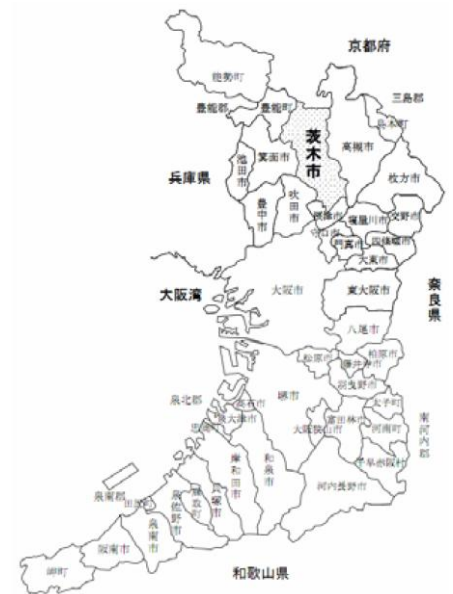 京都府
能勢町
三島郡
豊能郡
豊能町
島本町
茨木市
高槻市
箕面市
池田市
兵庫県
枚方市
吹田市
豊中市
摂津市
寝屋川市
交野市
守口市
門真市
四條畷市
大東市
奈良県
大阪湾
大阪市
東大阪市
八尾市
松原市
柏原市
藤井寺市
羽曳野市
泉北郡
高石市
堺市
太子町
忠岡町
泉大津市
富田林市
大阪狭山市
河南町
南河内郡
千早赤阪村
和泉市
岸和田市
貝塚市
河内長野市
泉南郡
田尻町
熊取町
泉佐野市
泉南市
阪南市
岬町
和歌山県